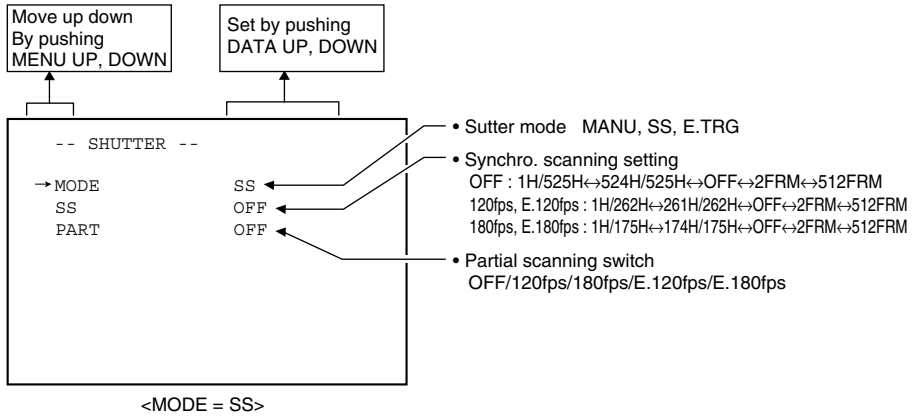 Move up down
By pushing
MENU UP, DOWN
Set by pushing
DATA UP, DOWN
-- SHUTTER --
→MODE SS
SS OFF
PART OFF
• Sutter mode MANU, SS, E.TRG
• Synchro. scanning setting
OFF : 1H/525H↔524H/525H↔OFF↔2FRM↔512FRM
120fps, E.120fps : 1H/262H↔261H/262H↔OFF↔2FRM↔512FRM
180fps, E.180fps : 1H/175H↔174H/175H↔OFF↔2FRM↔512FRM
• Partial scanning switch
OFF/120fps/180fps/E.120fps/E.180fps
<MODE = SS>